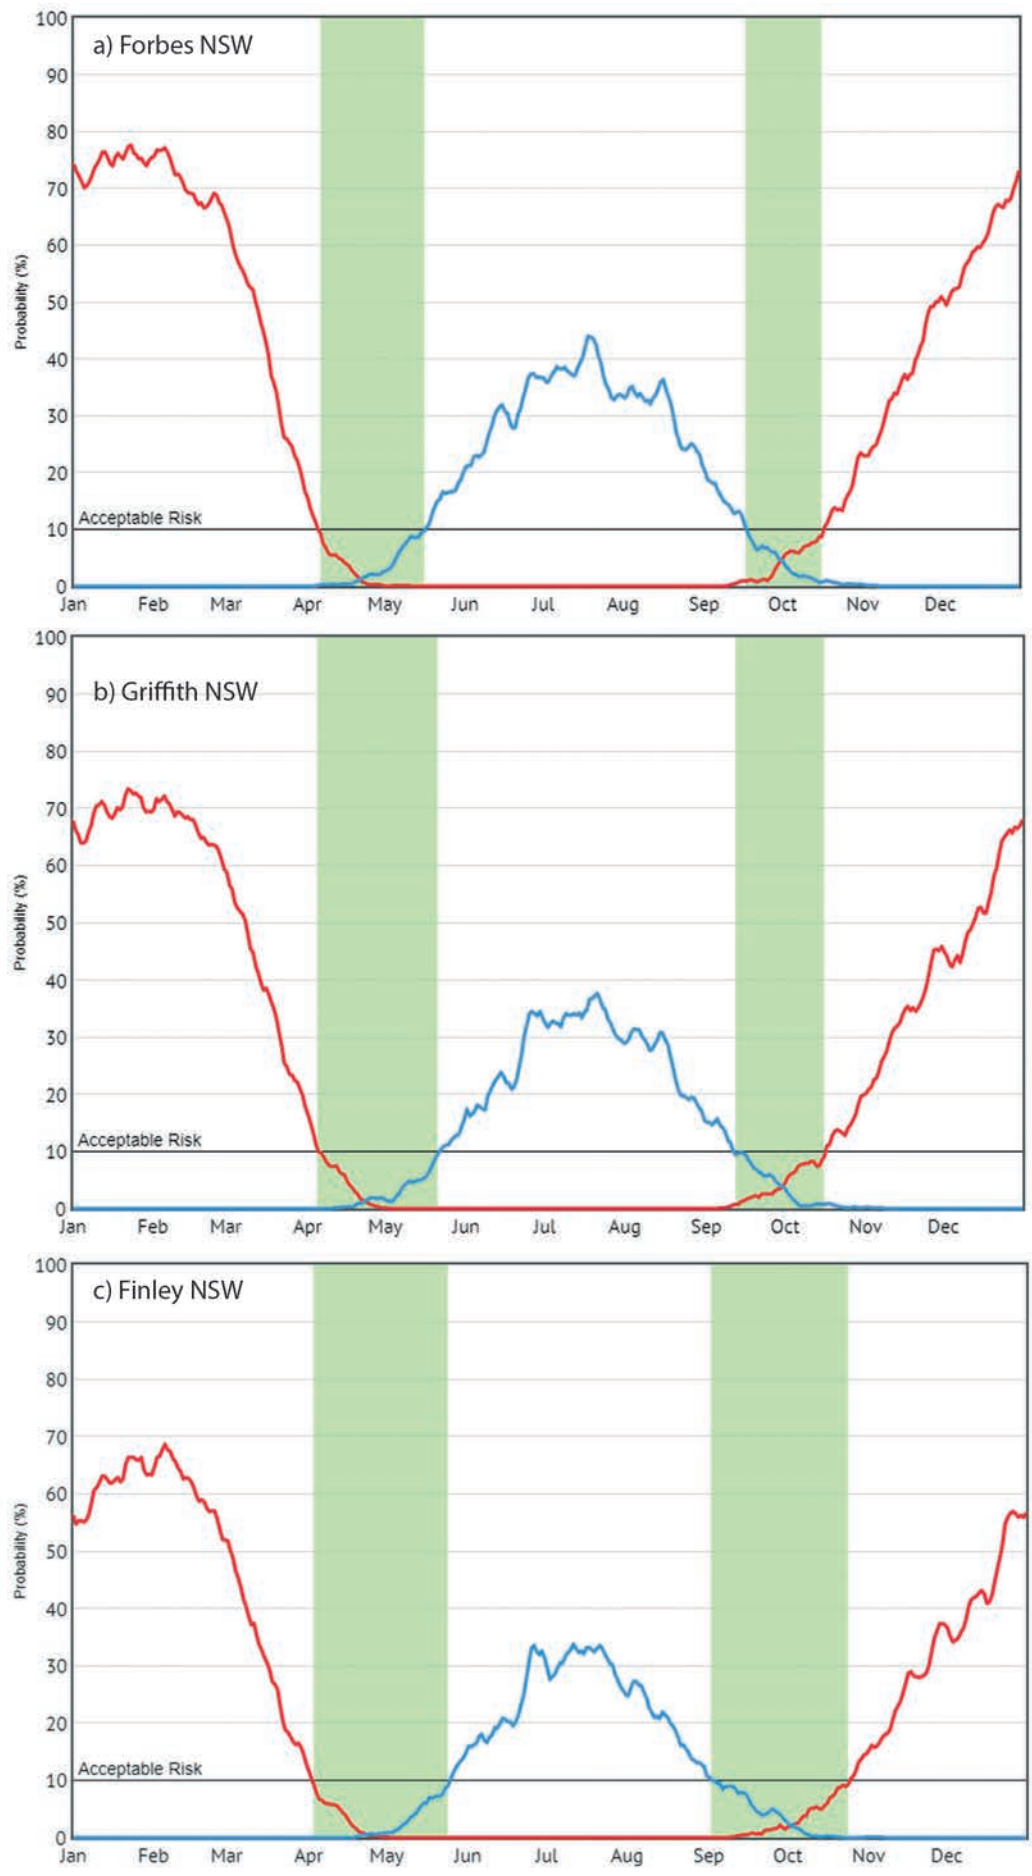 a) Forbes NSW
100
90
80
70
60
50
40
30
20
10
0
Probability (%)
Acceptable Risk
Jan Feb Mar Apr May Jun Jul Aug Sep Oct Nov Dec
b) Griffith NSW
100
90
80
70
60
50
40
30
20
10
0
Probability (%)
Acceptable Risk
Jan Feb Mar Apr May Jun Jul Aug Sep Oct Nov Dec
c) Finley NSW
100
90
80
70
60
50
40
30
20
10
0
Probability (%)
Acceptable Risk
Jan Feb Mar Apr May Jun Jul Aug Sep Oct Nov Dec